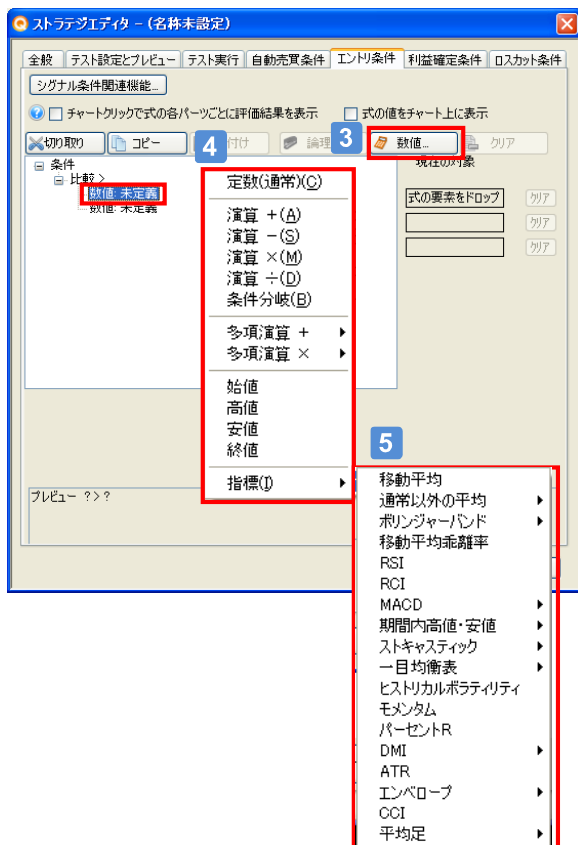 ストラテジエディタ - (名称未設定)
全般 テスト設定とプレビュー テスト実行 自動売買条件 エントリ条件 利益確定条件 ロスカット条件
シグナル条件関連機能...
チャートクリックで式の各パーツごとに評価結果を表示 式の値をチャート上に表示
切り取り コピー 付け 論理 3 数値... クリア
条件
比較 >
数値: 未定義
数値: 未定義
現在の対象
式の要素をドロップ クリア
クリア
クリア
4
定数(通常)(C)
演算 +(A)
演算 -(S)
演算 ×(M)
演算 ÷(D)
条件分岐(B)
多項演算 +
多項演算 ×
始値
高値
安値
終値
指標(I)
プレビュー ?>?
5
移動平均
通常以外の平均
ボリンジャーバンド
移動平均乖離率
RSI
RCI
MACD
期間内高値・安値
ストキャスティック
一目均衡表
ヒストリカルボラティリティ
モメンタム
パーセントR
DMI
ATR
エンベロープ
CCI
平均足